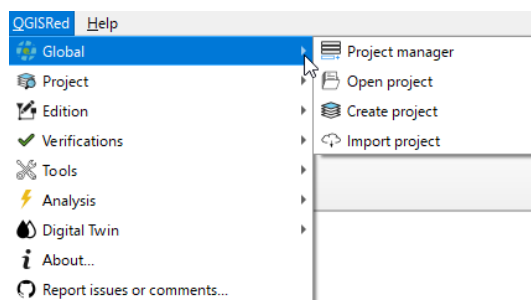 QGISRed Help
Global
Project
Edition
Verifications
Tools
Analysis
Digital Twin
About...
Report issues or comments...
Project manager
Open project
Create project
Import project